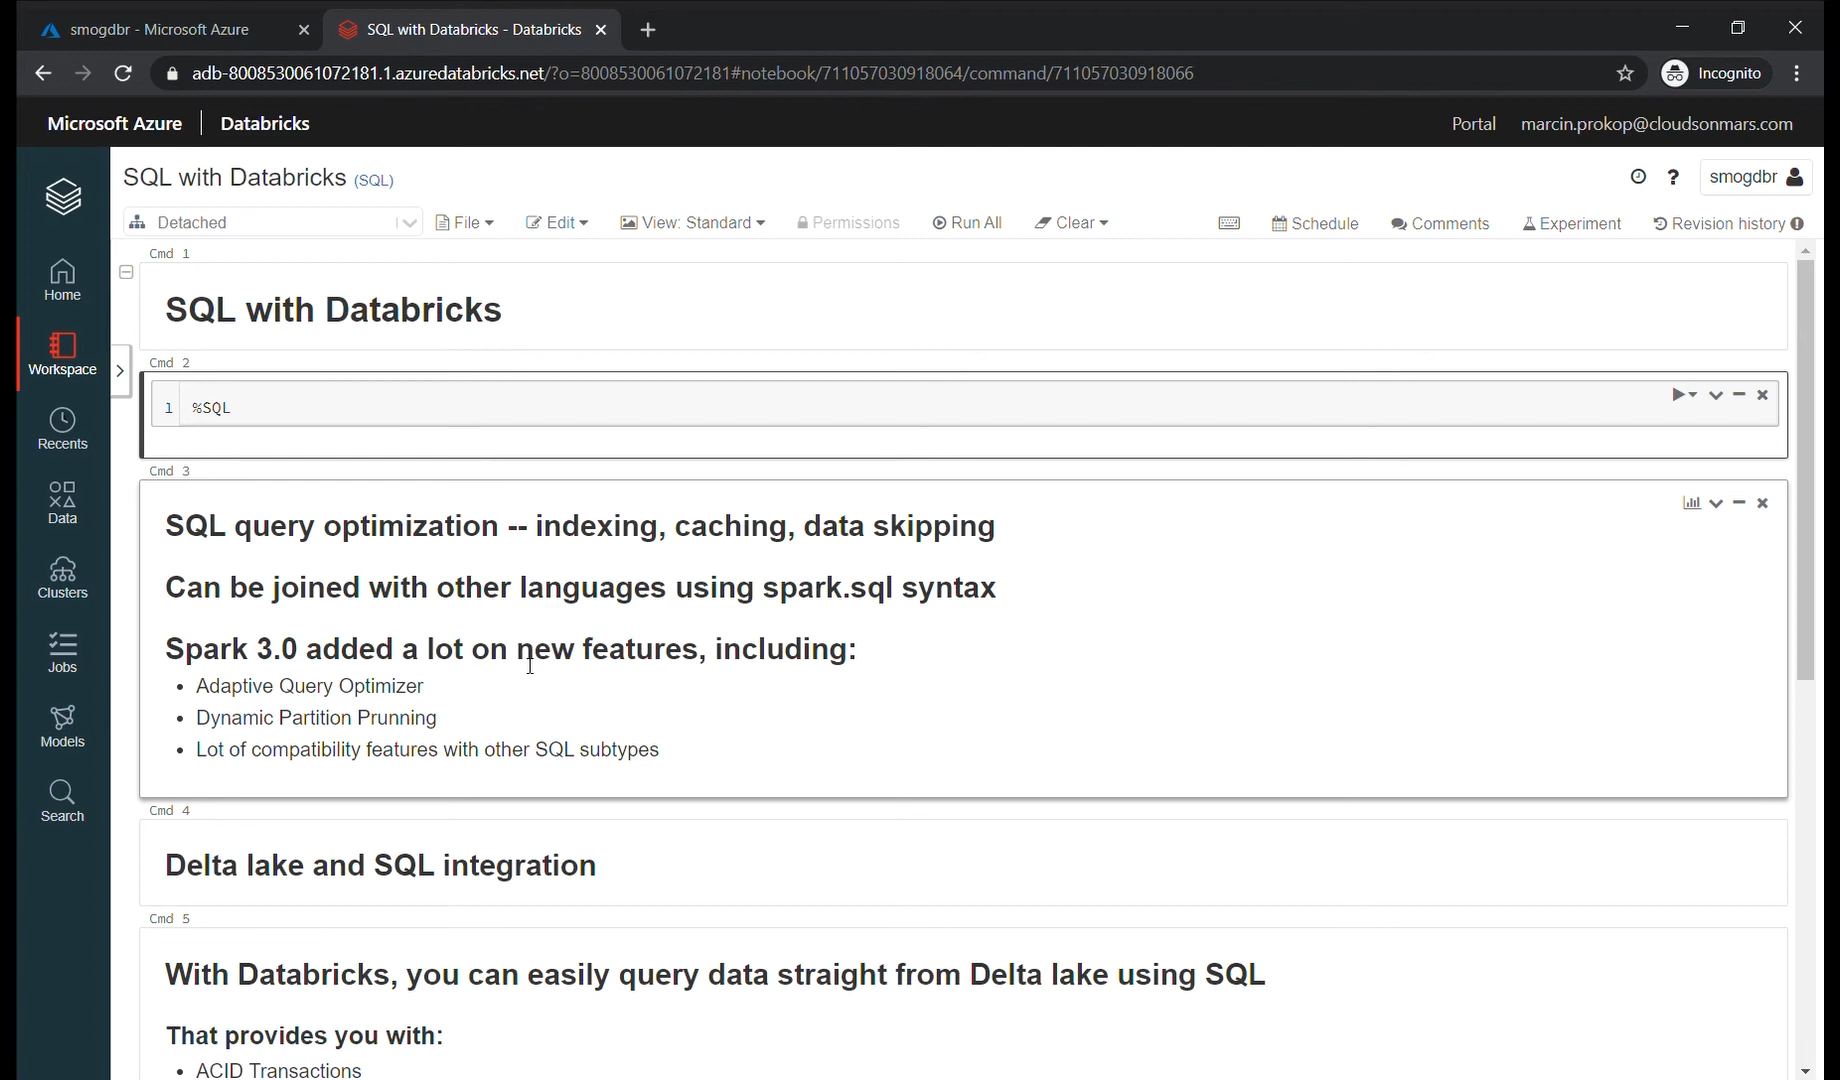 smogdbr - Microsoft Azure
SQL with Databricks - Databricks
adb-8008530061072181.1.azuredatabricks.net/?o=8008530061072181#notebook/711057030918064/command/711057030918066
Incognito
Microsoft Azure
Databricks
Portal
marcin.prokop@cloudsonmars.com
SQL with Databricks (SQL)
smogdbr
Detached
File
Edit
View: Standard
Permissions
Run All
Clear
Schedule
Comments
Experiment
Revision history
Home
Workspace
Recents
Data
Clusters
Jobs
Models
Search
Cmd 1
SQL with Databricks
Cmd 2
1 %SQL
Cmd 3
SQL query optimization -- indexing, caching, data skipping
Can be joined with other languages using spark.sql syntax
Spark 3.0 added a lot on new features, including:
• Adaptive Query Optimizer
• Dynamic Partition Prunning
• Lot of compatibility features with other SQL subtypes
Cmd 4
Delta lake and SQL integration
Cmd 5
With Databricks, you can easily query data straight from Delta lake using SQL
That provides you with:
• ACID Transactions